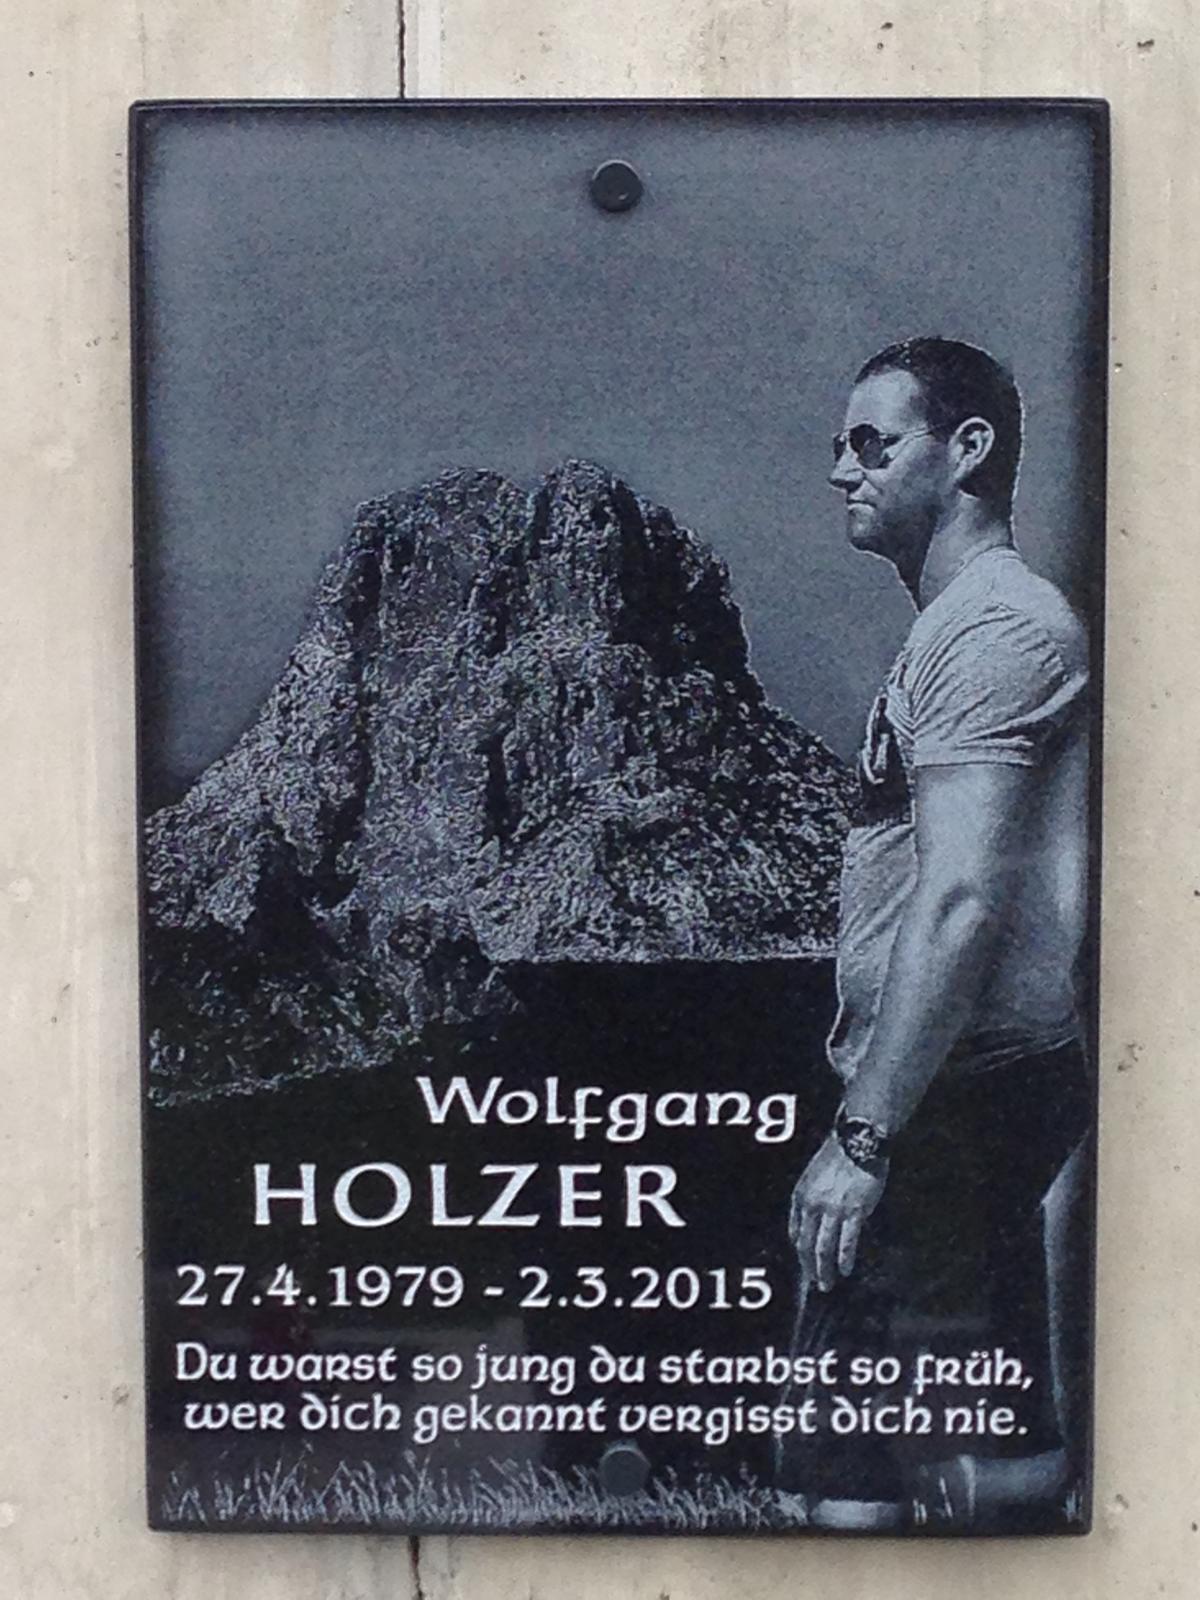 Wolfgang
HOLZER
27.4.1979 - 2.3.2015
Du warst so jung du starbst so früh,
wer dich gekannt vergisst dich nie.